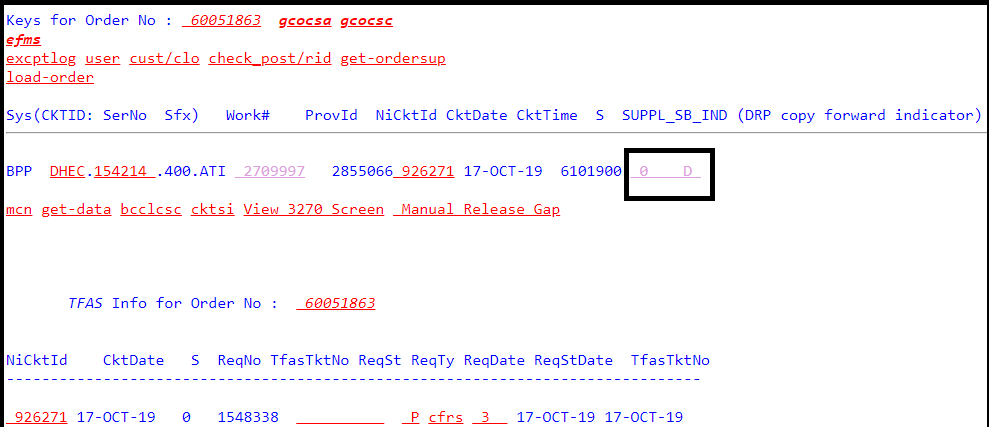 Keys for Order No : 60051863 gcocsa gcocsc
efms
excptlog user cust/clo check_post/rid get-ordersup
load-order
Sys(CKTID: SerNo Sfx) Work# ProvId NiCktId CktDate CktTime S SUPPL_SB_IND (DRP copy forward indicator)
BPP DHEC.154214 .400.ATI 2709997 2855066 926271 17-OCT-19 6101900 0 D
mcn get-data bcclcsc cktsi View 3270 Screen Manual Release Gap
TFAS Info for Order No : 60051863
NiCktId CktDate S ReqNo TfasTktNo ReqSt ReqTy ReqDate ReqStDate TfasTktNo
-------------------------------------------------------------------------------
926271 17-OCT-19 0 1548338 __________ P cfrs 3 17-OCT-19 17-OCT-19